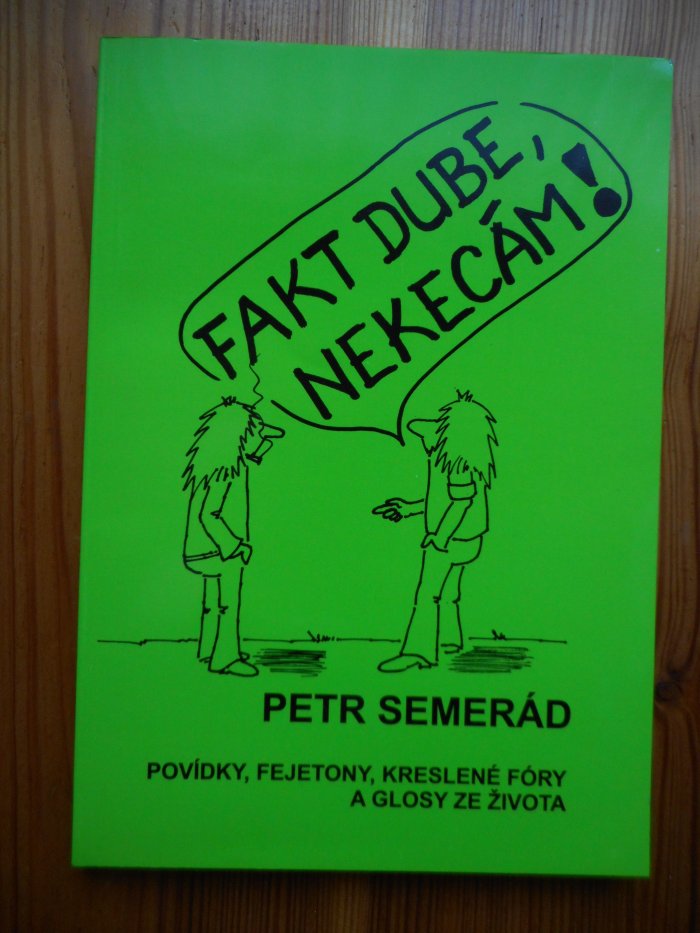 FAKT DUBE,
NEKECÁM!
PETR SEMERÁD
POVÍDKY, FEJETONY, KRESLENÉ FÓRY
A GLOSY ZE ŽIVOTA